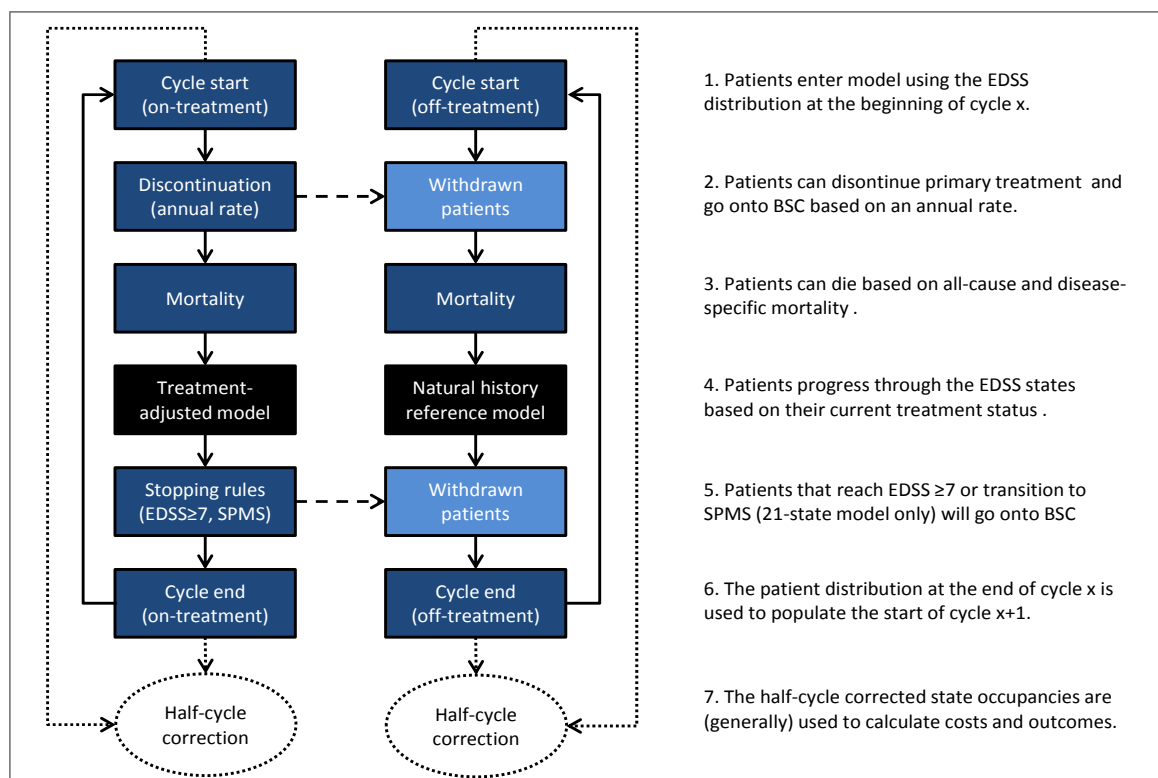 Cycle start
(on-treatment)
Cycle start
(off-treatment)
1. Patients enter model using the EDSS
distribution at the beginning of cycle x.
Discontinuation
(annual rate)
Withdrawn
patients
2. Patients can disontinue primary treatment and
go onto BSC based on an annual rate.
Mortality
Mortality
3. Patients can die based on all-cause and disease-
specific mortality .
Treatment-
adjusted model
Natural history
reference model
4. Patients progress through the EDSS states
based on their current treatment status .
Stopping rules
(EDSS≥7, SPMS)
Withdrawn
patients
5. Patients that reach EDSS ≥7 or transition to
SPMS (21-state model only) will go onto BSC
Cycle end
(on-treatment)
Cycle end
(off-treatment)
6. The patient distribution at the end of cycle x is
used to populate the start of cycle x+1.
Half-cycle
correction
Half-cycle
correction
7. The half-cycle corrected state occupancies are
(generally) used to calculate costs and outcomes.